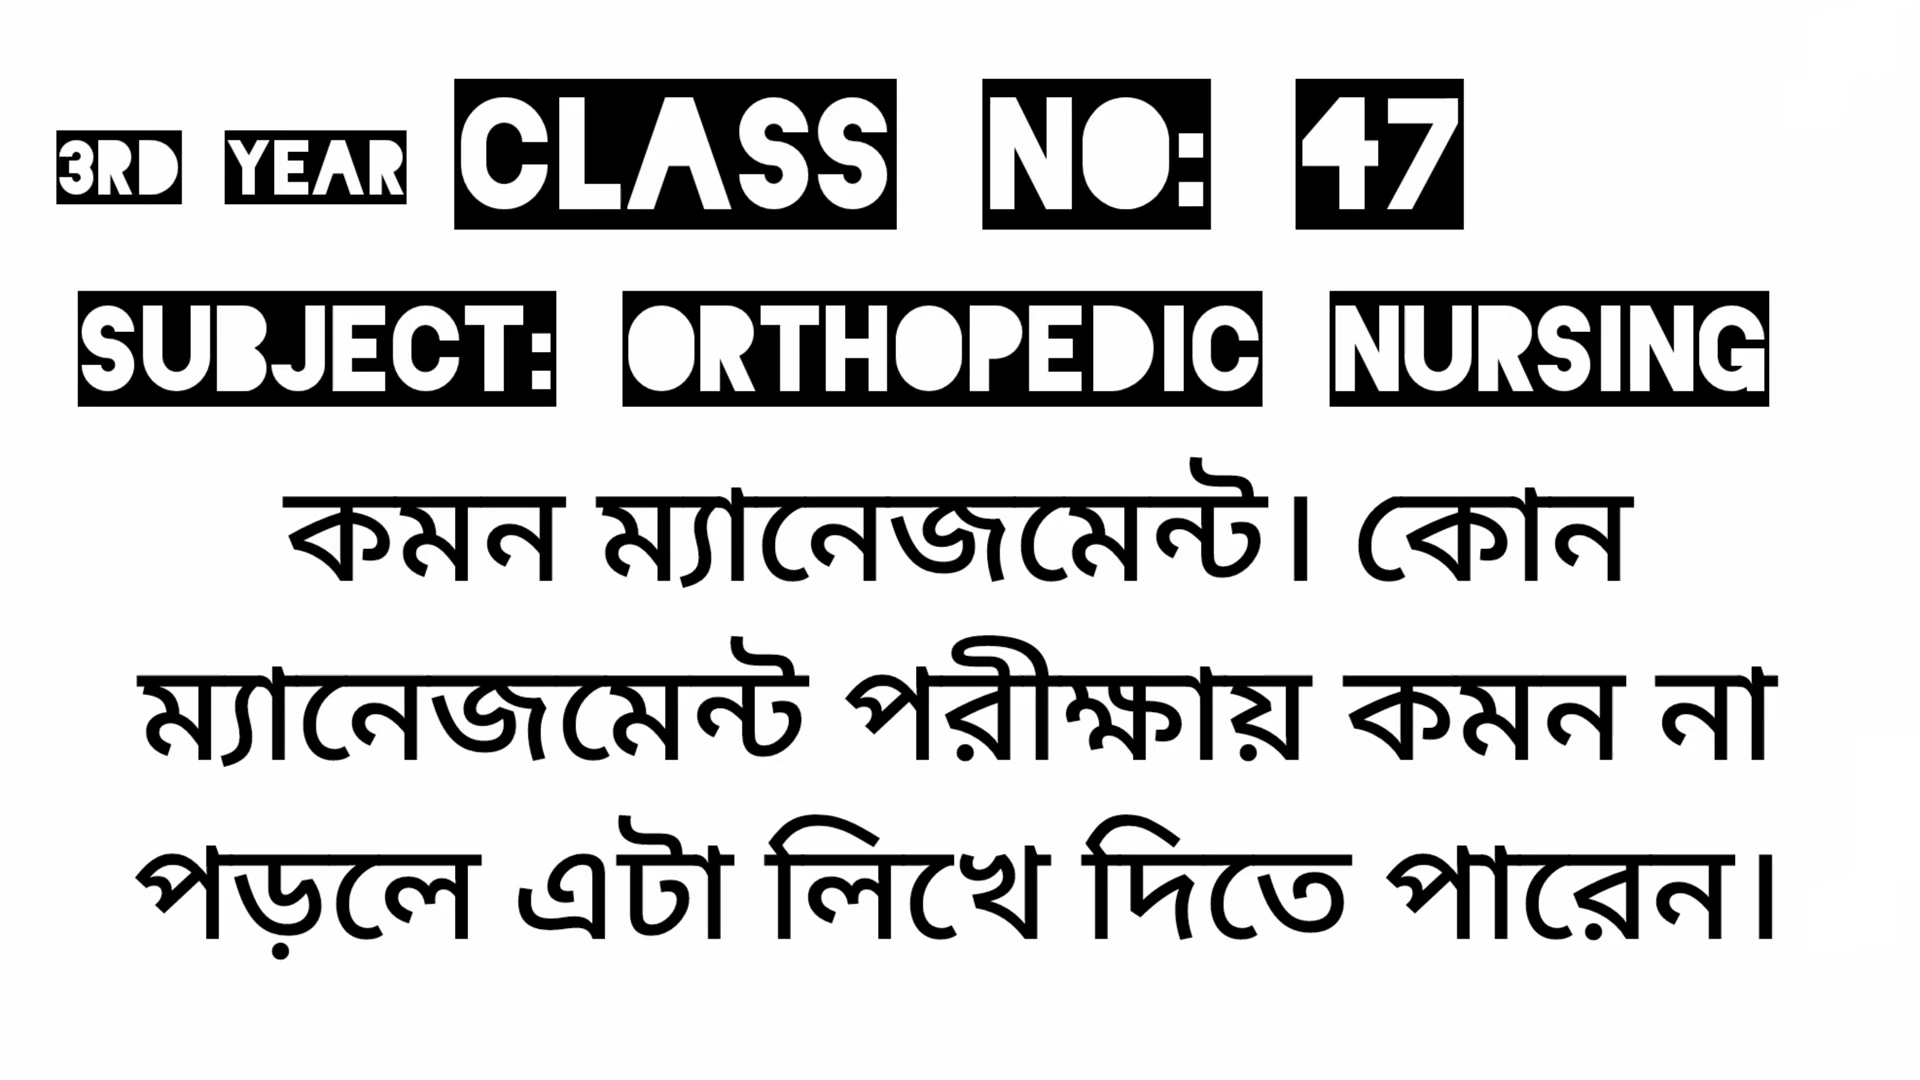 3RD YEAR CLASS NO: 47
SUBJECT: ORTHOPEDIC NURSING
কমন ম্যানেজমেন্ট। কোন
ম্যানেজমেন্ট পরীক্ষায় কমন না
পড়লে এটা লিখে দিতে পারেন।